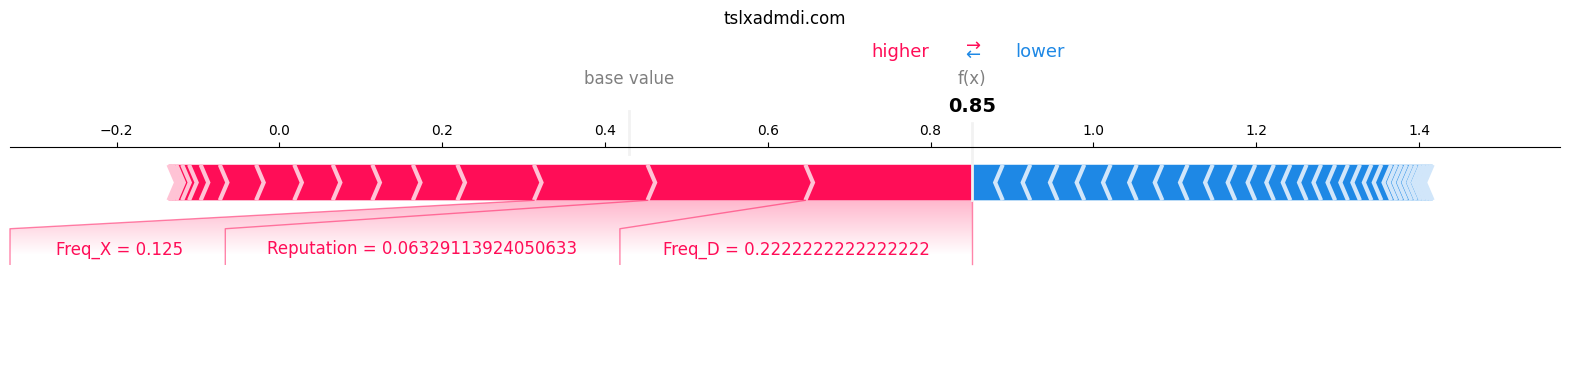 tslxadmdi.com
higher → ← lower
base value f(x)
0.85
−0.2 0.0 0.2 0.4 0.6 0.8 1.0 1.2 1.4
Freq_X = 0.125 Reputation = 0.06329113924050633 Freq_D = 0.2222222222222222